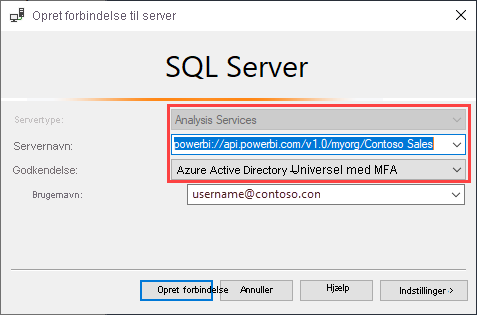 Opret forbindelse til server
SQL Server
Servertype: Analysis Services
Servernavn: powerbi://api.powerbi.com/v1.0/myorg/Contoso Sales
Godkendelse: Azure Active Directory -Universel med MFA
Brugernavn: username@contoso.con
Opret forbindelse Annuller Hjælp Indstillinger >